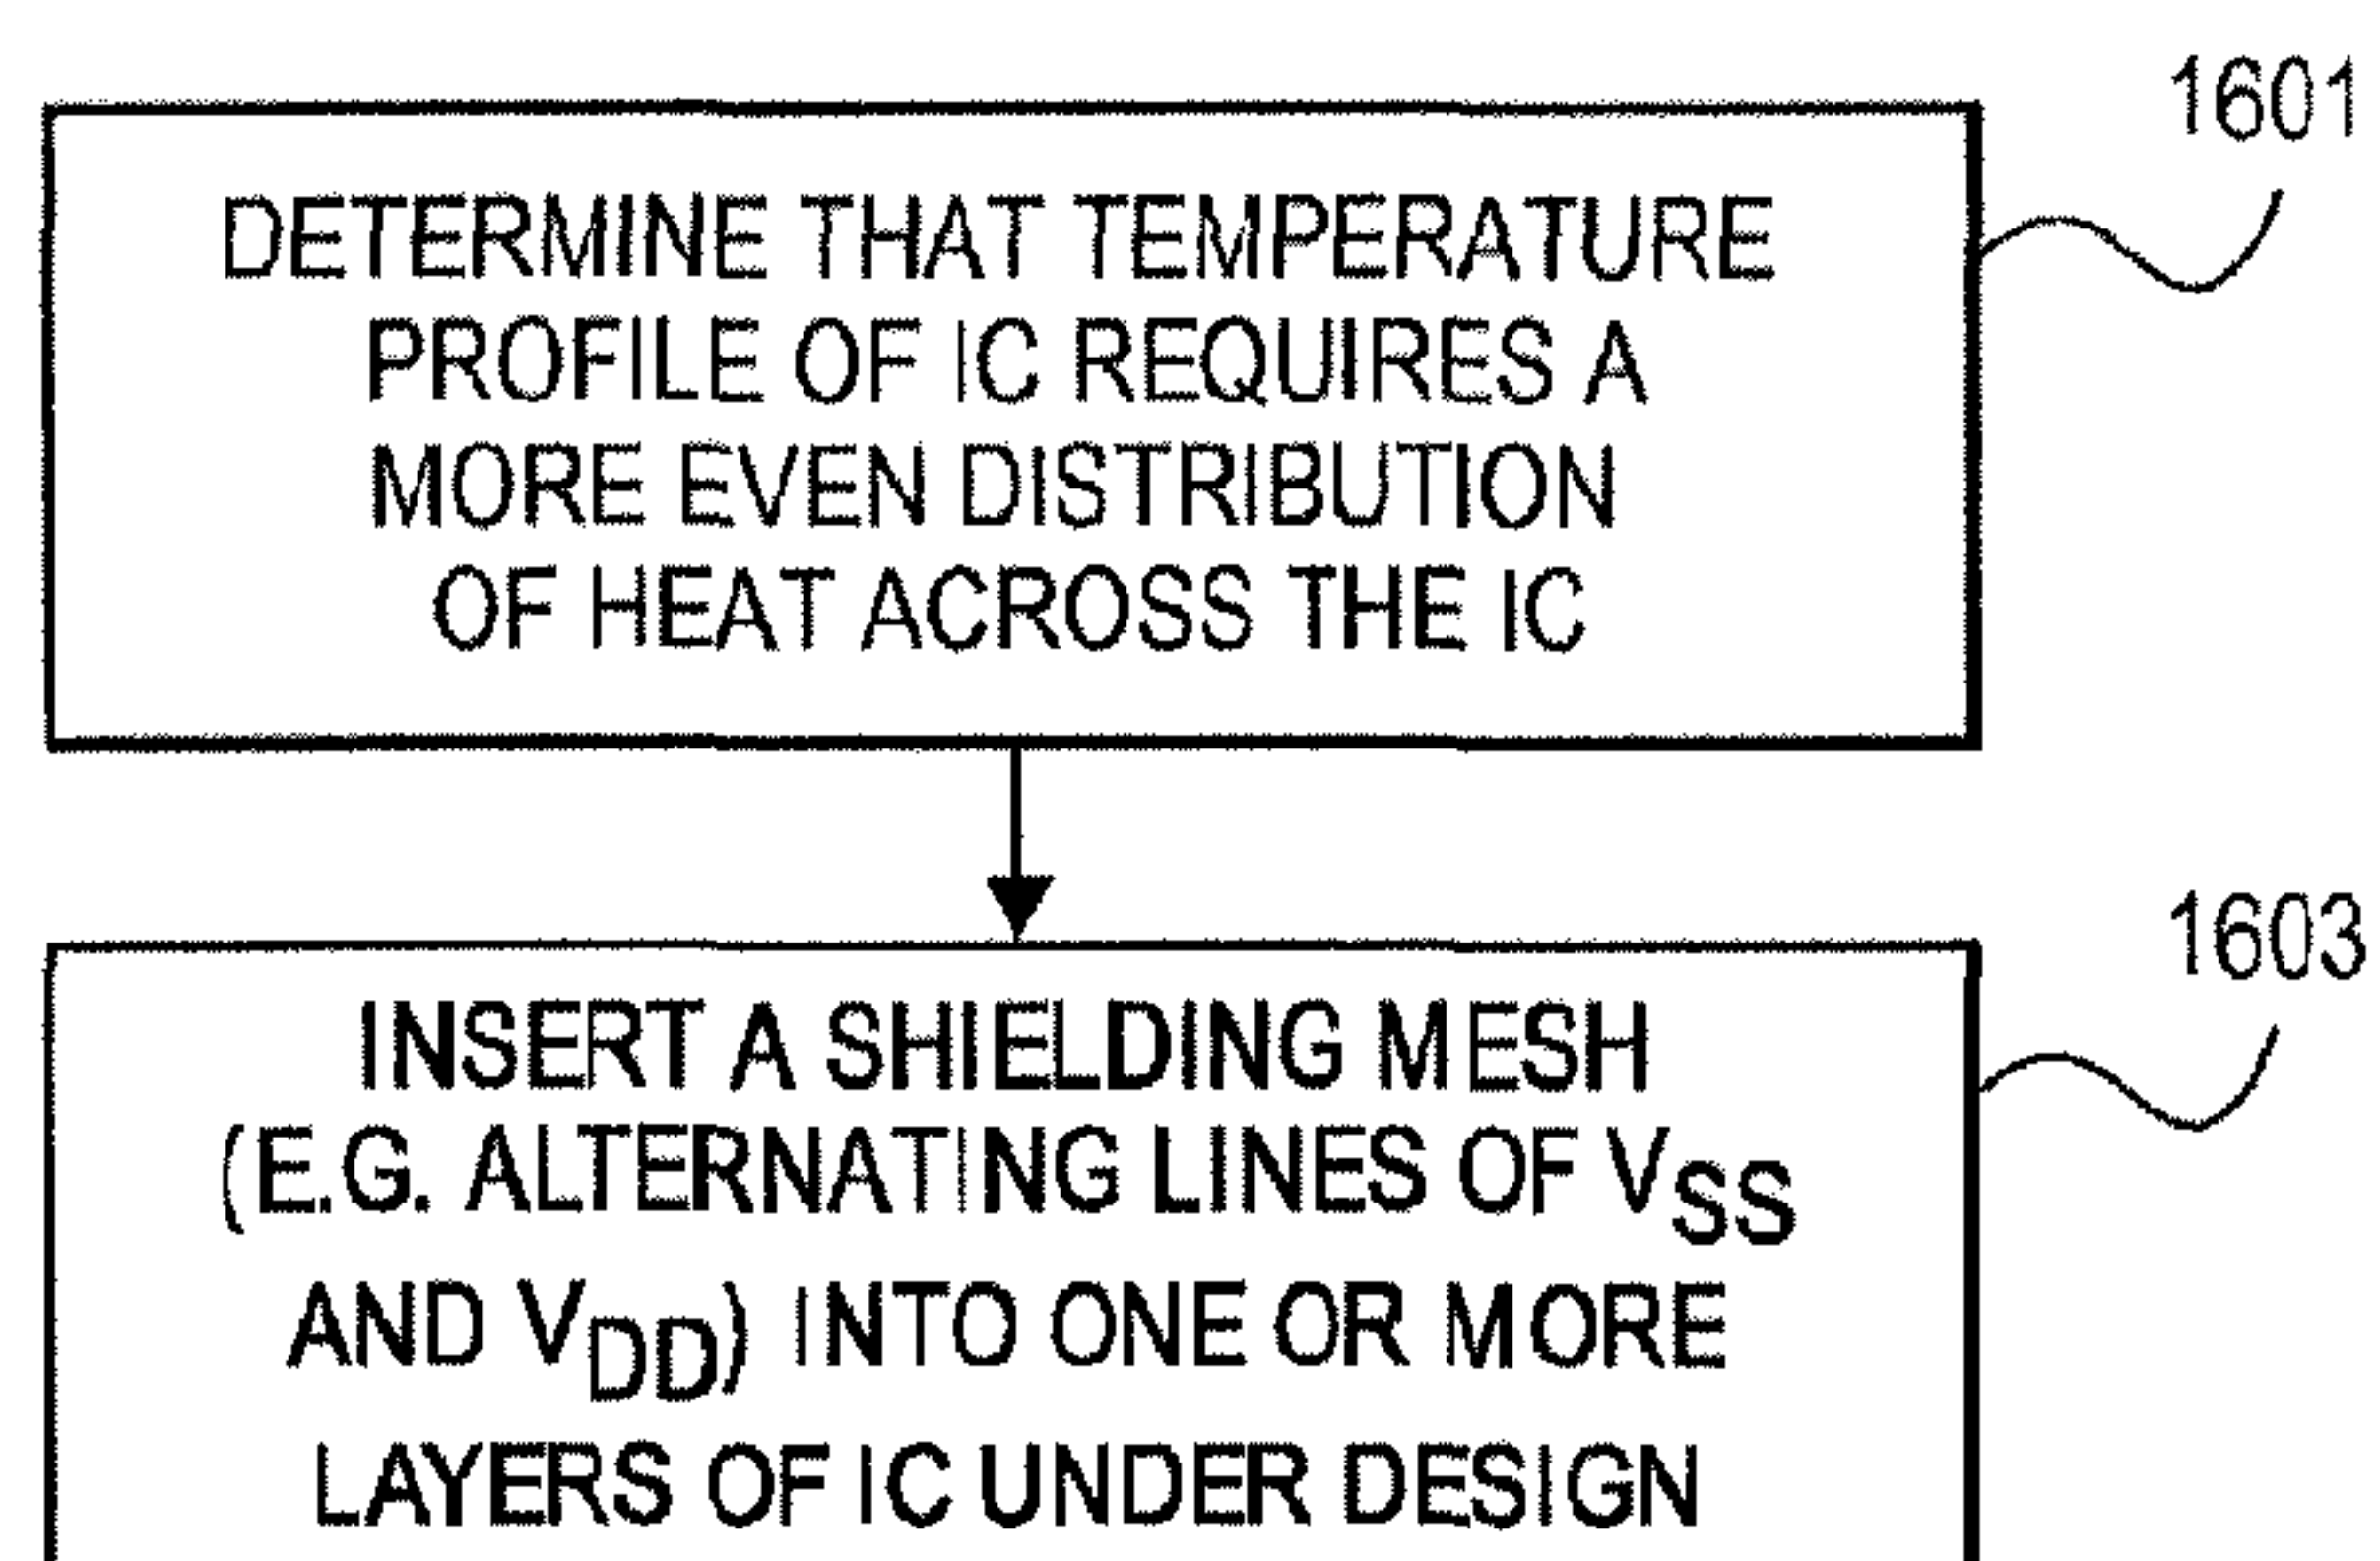 1601
DETERMINE THAT TEMPERATURE
PROFILE OF IC REQUIRES A
MORE EVEN DISTRIBUTION
OF HEAT ACROSS THE IC
1603
INSERT A SHIELDING MESH
(E.G. ALTERNATING LINES OF VSS
AND VDD) INTO ONE OR MORE
LAYERS OF IC UNDER DESIGN